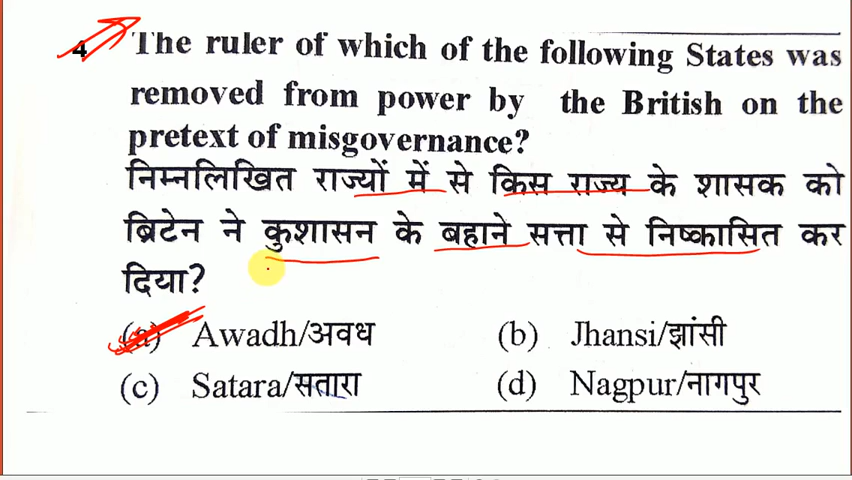 4 The ruler of which of the following States was
removed from power by the British on the
pretext of misgovernance?
निम्नलिखित राज्यों में से किस राज्य के शासक को
ब्रिटेन ने कुशासन के बहाने सत्ता से निष्कासित कर
दिया?
(a) Awadh/अवध (b) Jhansi/झांसी
(c) Satara/सतारा (d) Nagpur/नागपुर